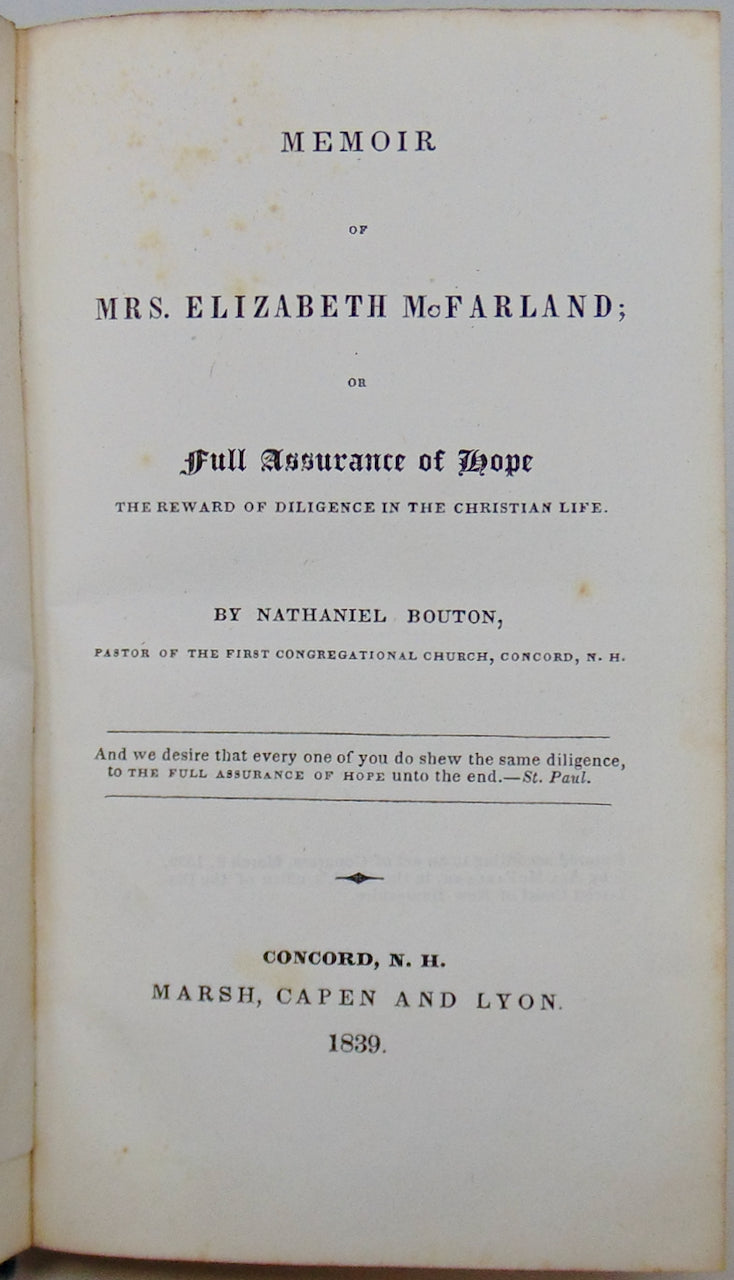 MEMOIR
OF
MRS. ELIZABETH McFARLAND;
OR
Full Assurance of Hope
THE REWARD OF DILIGENCE IN THE CHRISTIAN LIFE.
BY NATHANIEL BOUTON,
PASTOR OF THE FIRST CONGREGATIONAL CHURCH, CONCORD, N. H.
And we desire that every one of you do shew the same diligence,
to THE FULL ASSURANCE OF HOPE unto the end.—St. Paul.
CONCORD, N. H.
MARSH, CAPEN AND LYON.
1839.